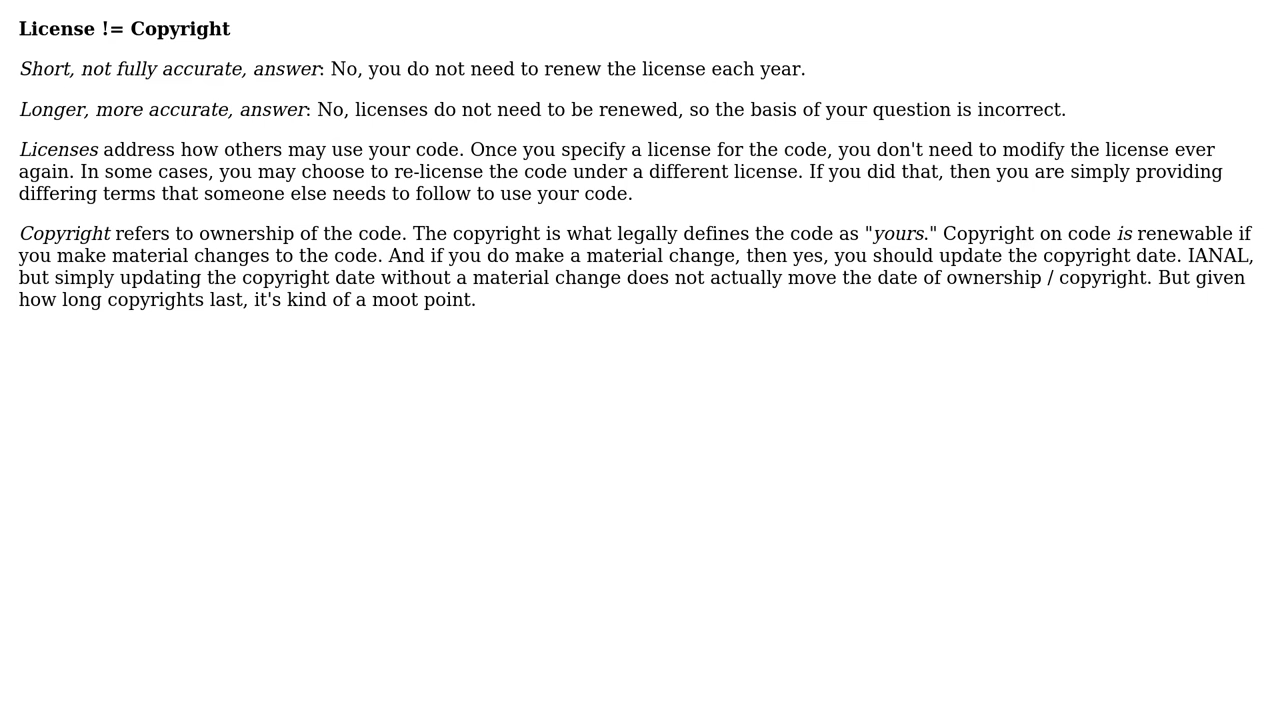 License != Copyright
Short, not fully accurate, answer: No, you do not need to renew the license each year.
Longer, more accurate, answer: No, licenses do not need to be renewed, so the basis of your question is incorrect.
Licenses address how others may use your code. Once you specify a license for the code, you don't need to modify the license ever
again. In some cases, you may choose to re-license the code under a different license. If you did that, then you are simply providing
differing terms that someone else needs to follow to use your code.
Copyright refers to ownership of the code. The copyright is what legally defines the code as "yours." Copyright on code is renewable if
you make material changes to the code. And if you do make a material change, then yes, you should update the copyright date. IANAL,
but simply updating the copyright date without a material change does not actually move the date of ownership / copyright. But given
how long copyrights last, it's kind of a moot point.